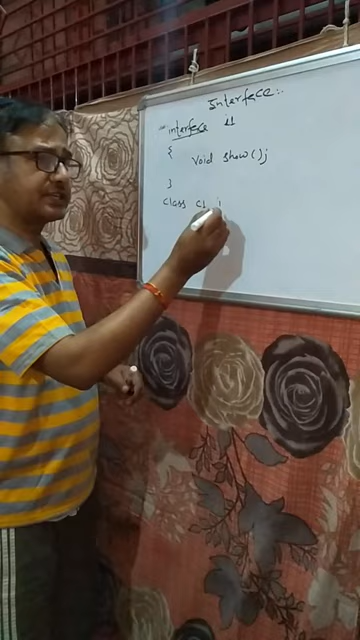 Interface:-
interface i1
{
void show();
}
class c1 i